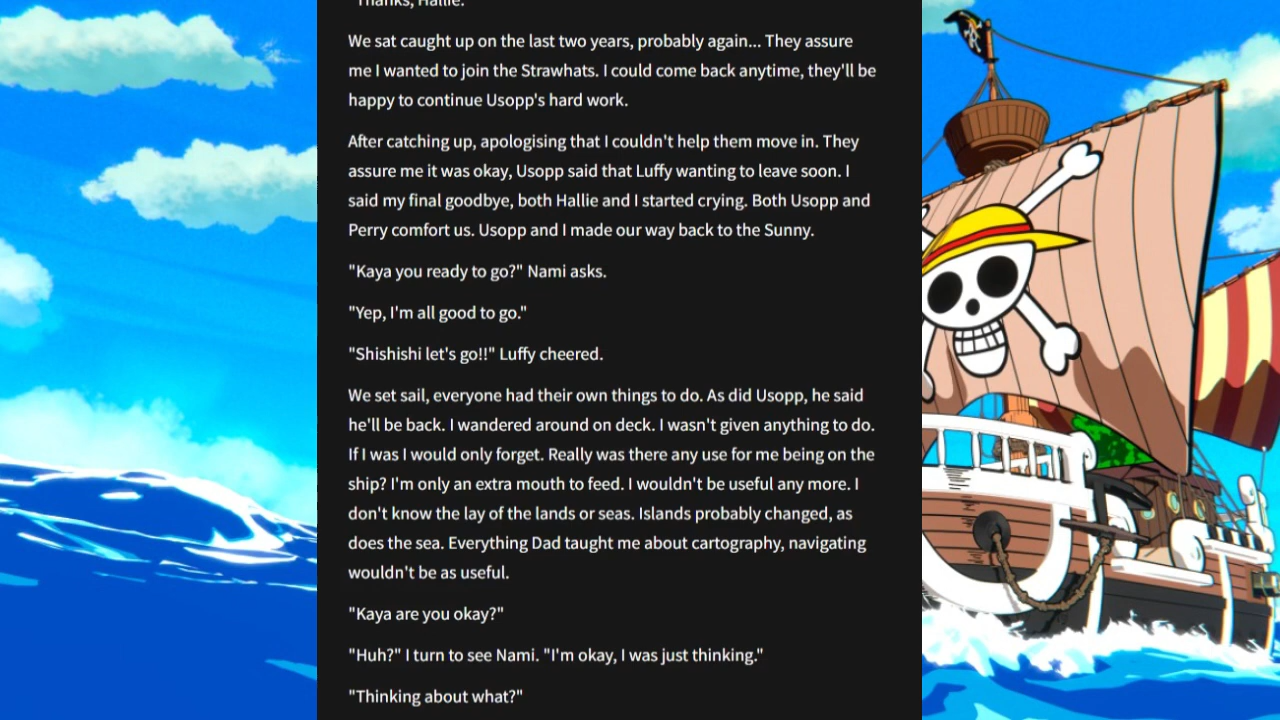 "Thanks, Hallie."
We sat caught up on the last two years, probably again... They assure
me I wanted to join the Strawhats. I could come back anytime, they'll be
happy to continue Usopp's hard work.
After catching up, apologising that I couldn't help them move in. They
assure me it was okay, Usopp said that Luffy wanting to leave soon. I
said my final goodbye, both Hallie and I started crying. Both Usopp and
Perry comfort us. Usopp and I made our way back to the Sunny.
"Kaya you ready to go?" Nami asks.
"Yep, I'm all good to go."
"Shishishi let's go!!" Luffy cheered.
We set sail, everyone had their own things to do. As did Usopp, he said
he'll be back. I wandered around on deck. I wasn't given anything to do.
If I was I would only forget. Really was there any use for me being on the
ship? I'm only an extra mouth to feed. I wouldn't be useful any more. I
don't know the lay of the lands or seas. Islands probably changed, as
does the sea. Everything Dad taught me about cartography, navigating
wouldn't be as useful.
"Kaya are you okay?"
"Huh?" I turn to see Nami. "I'm okay, I was just thinking."
"Thinking about what?"